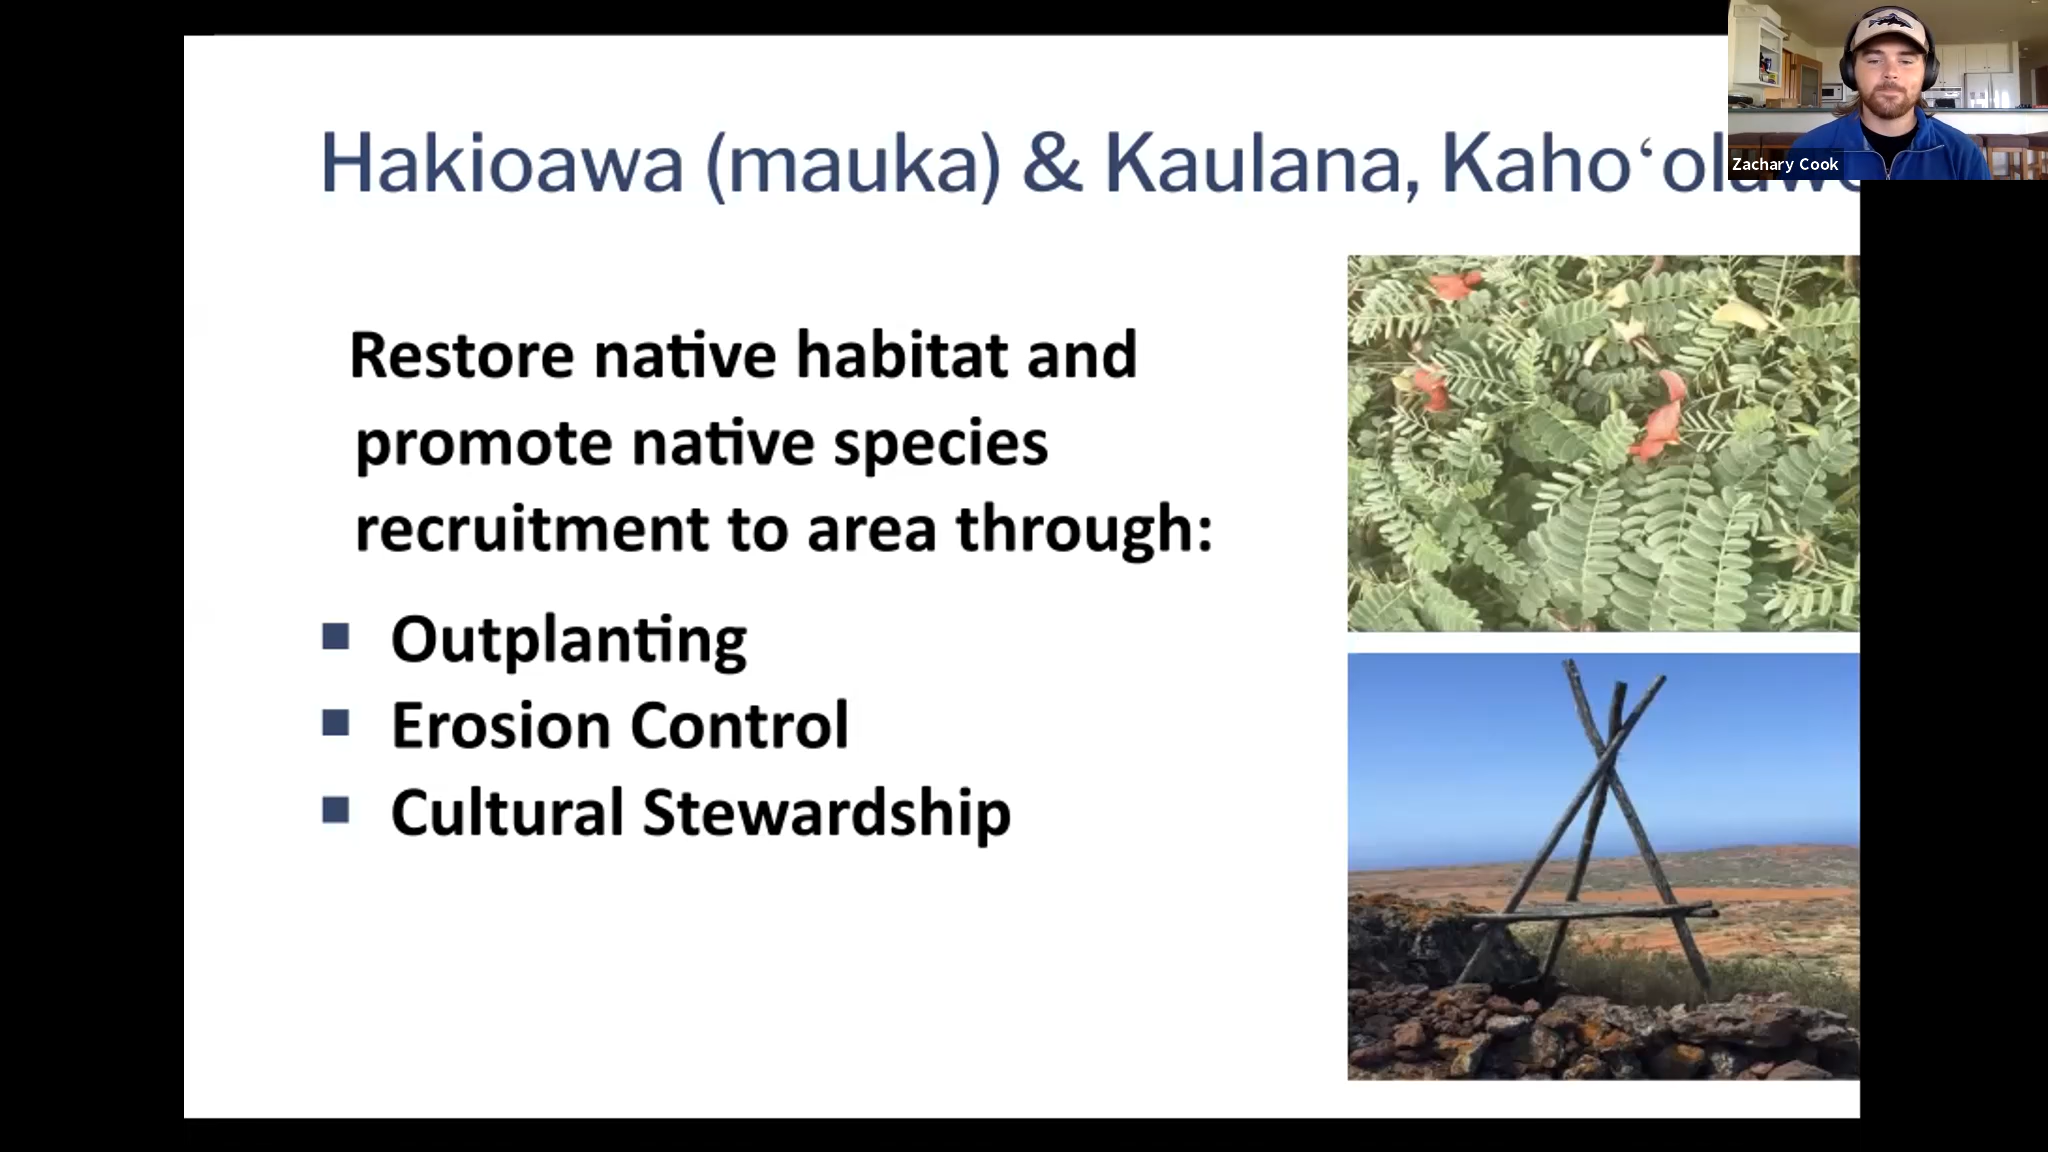 Hakioawa (mauka) & Kaulana, Kahoʻolawe
Zachary Cook
Restore native habitat and
promote native species
recruitment to area through:
■ Outplanting
■ Erosion Control
■ Cultural Stewardship